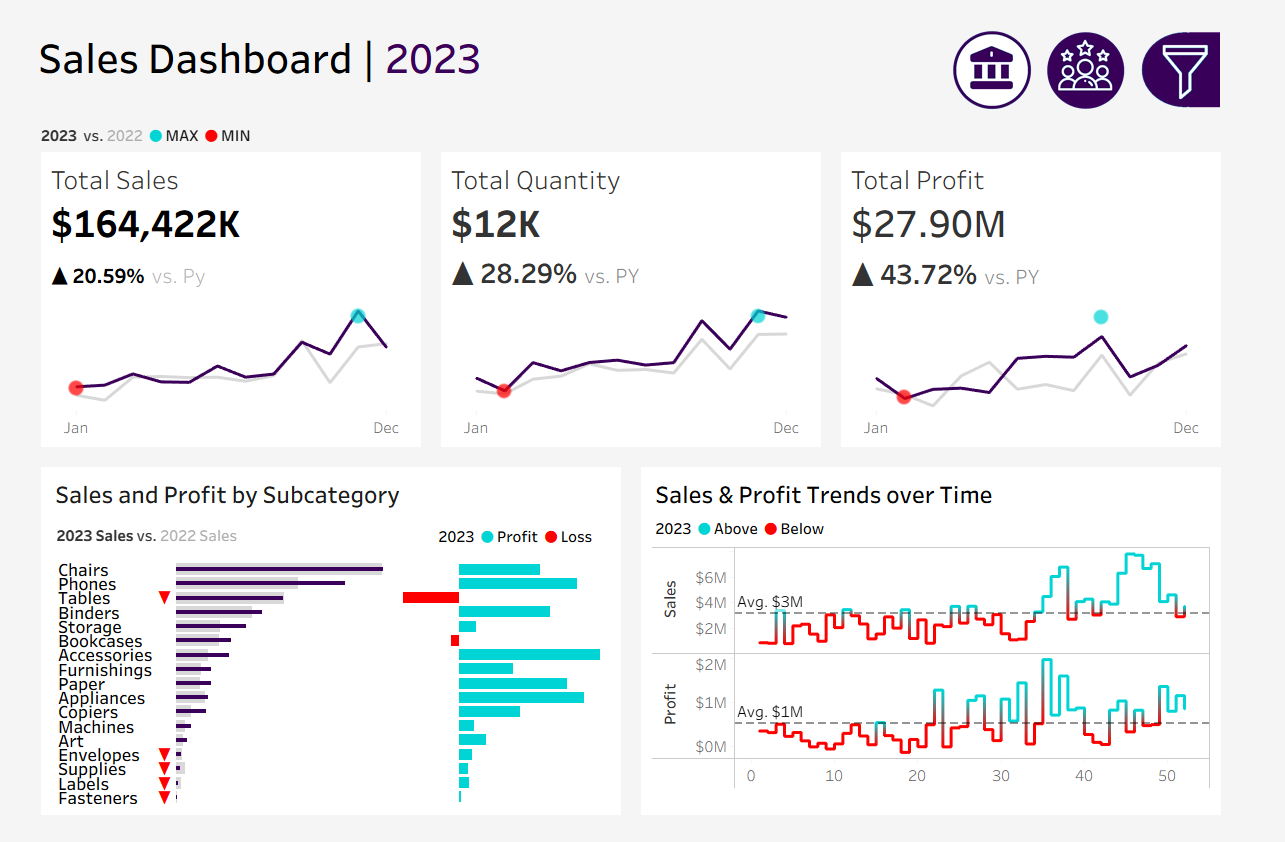 Sales Dashboard | 2023
2023 vs. 2022 MAX MIN
Total Sales
$164,422K
▲ 20.59% vs. Py
Jan Dec
Total Quantity
$12K
▲ 28.29% vs. PY
Jan Dec
Total Profit
$27.90M
▲ 43.72% vs. PY
Jan Dec
Sales and Profit by Subcategory
2023 Sales vs. 2022 Sales
2023 Profit Loss
Chairs
Phones
Tables
Binders
Storage
Bookcases
Accessories
Furnishings
Paper
Appliances
Copiers
Machines
Art
Envelopes
Supplies
Labels
Fasteners
Sales & Profit Trends over Time
2023 Above Below
Sales
$6M
$4M
$2M
Avg. $3M
Profit
$2M
$1M
$0M
Avg. $1M
0 10 20 30 40 50